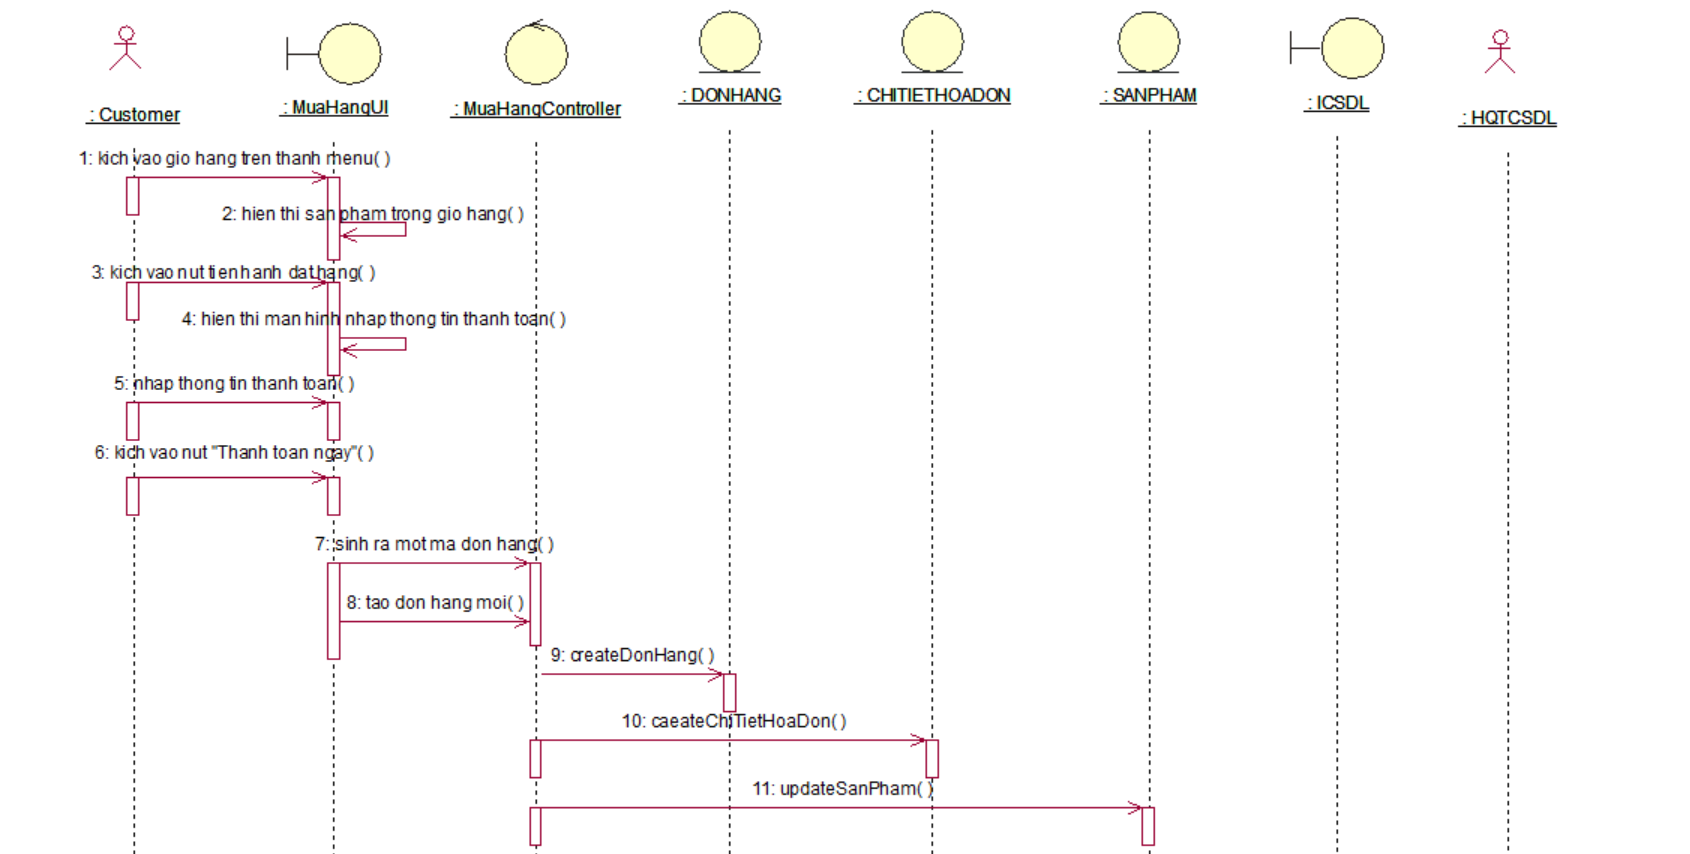 : Customer
: MuaHangUI
: MuaHangController
: DONHANG
: CHITIETHOADON
: SANPHAM
: ICSDL
: HQTCSDL
1: kich vao gio hang tren thanh menu( )
2: hien thi san pham trong gio hang( )
3: kich vao nut tien hanh dat hang( )
4: hien thi man hinh nhap thong tin thanh toan( )
5: nhap thong tin thanh toan( )
6: kich vao nut "Thanh toan ngay"( )
7: sinh ra mot ma don hang( )
8: tao don hang moi( )
9: createDonHang( )
10: caeateChiTietHoaDon( )
11: updateSanPham( )